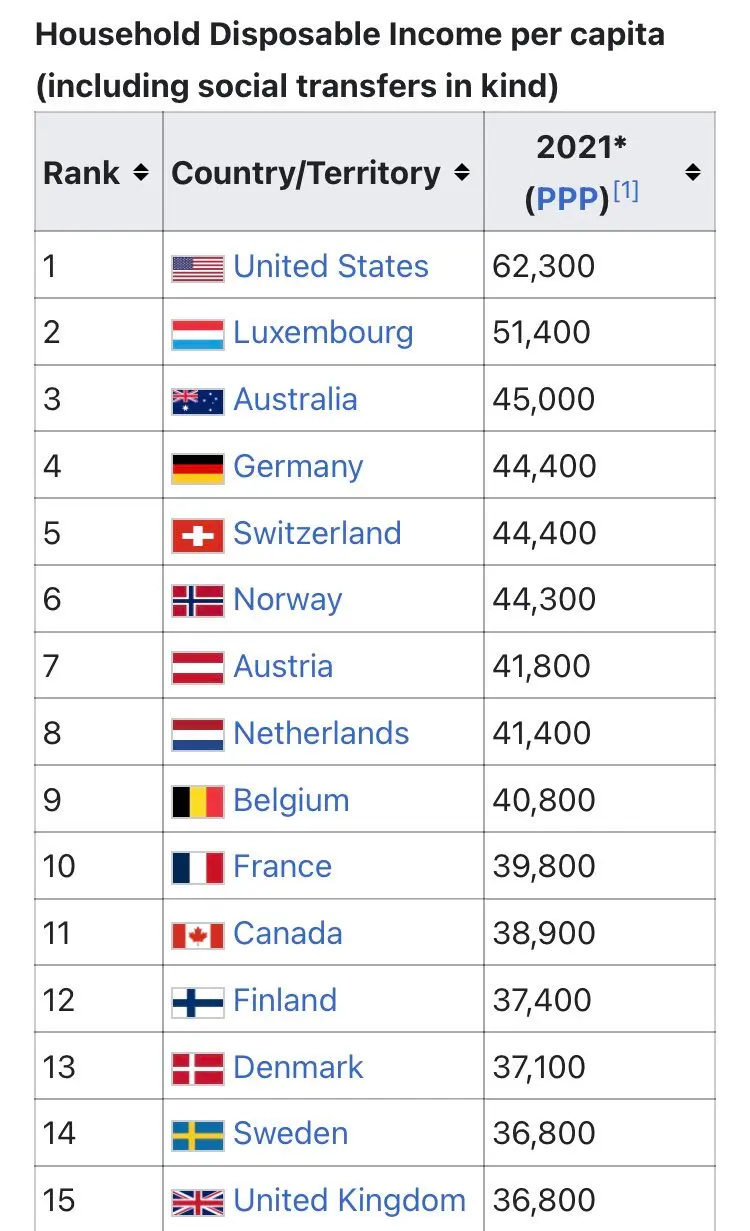 Household Disposable Income per capita
(including social transfers in kind)
Rank Country/Territory 2021*
(PPP)[1]
1 United States 62,300
2 Luxembourg 51,400
3 Australia 45,000
4 Germany 44,400
5 Switzerland 44,400
6 Norway 44,300
7 Austria 41,800
8 Netherlands 41,400
9 Belgium 40,800
10 France 39,800
11 Canada 38,900
12 Finland 37,400
13 Denmark 37,100
14 Sweden 36,800
15 United Kingdom 36,800